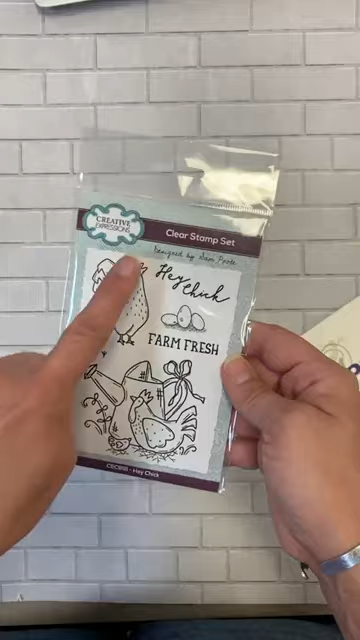 CREATIVE
EXPRESSIONS
Clear Stamp Set
Designed by Sam Poole
Hey
Chick
FARM FRESH
Hey Chick